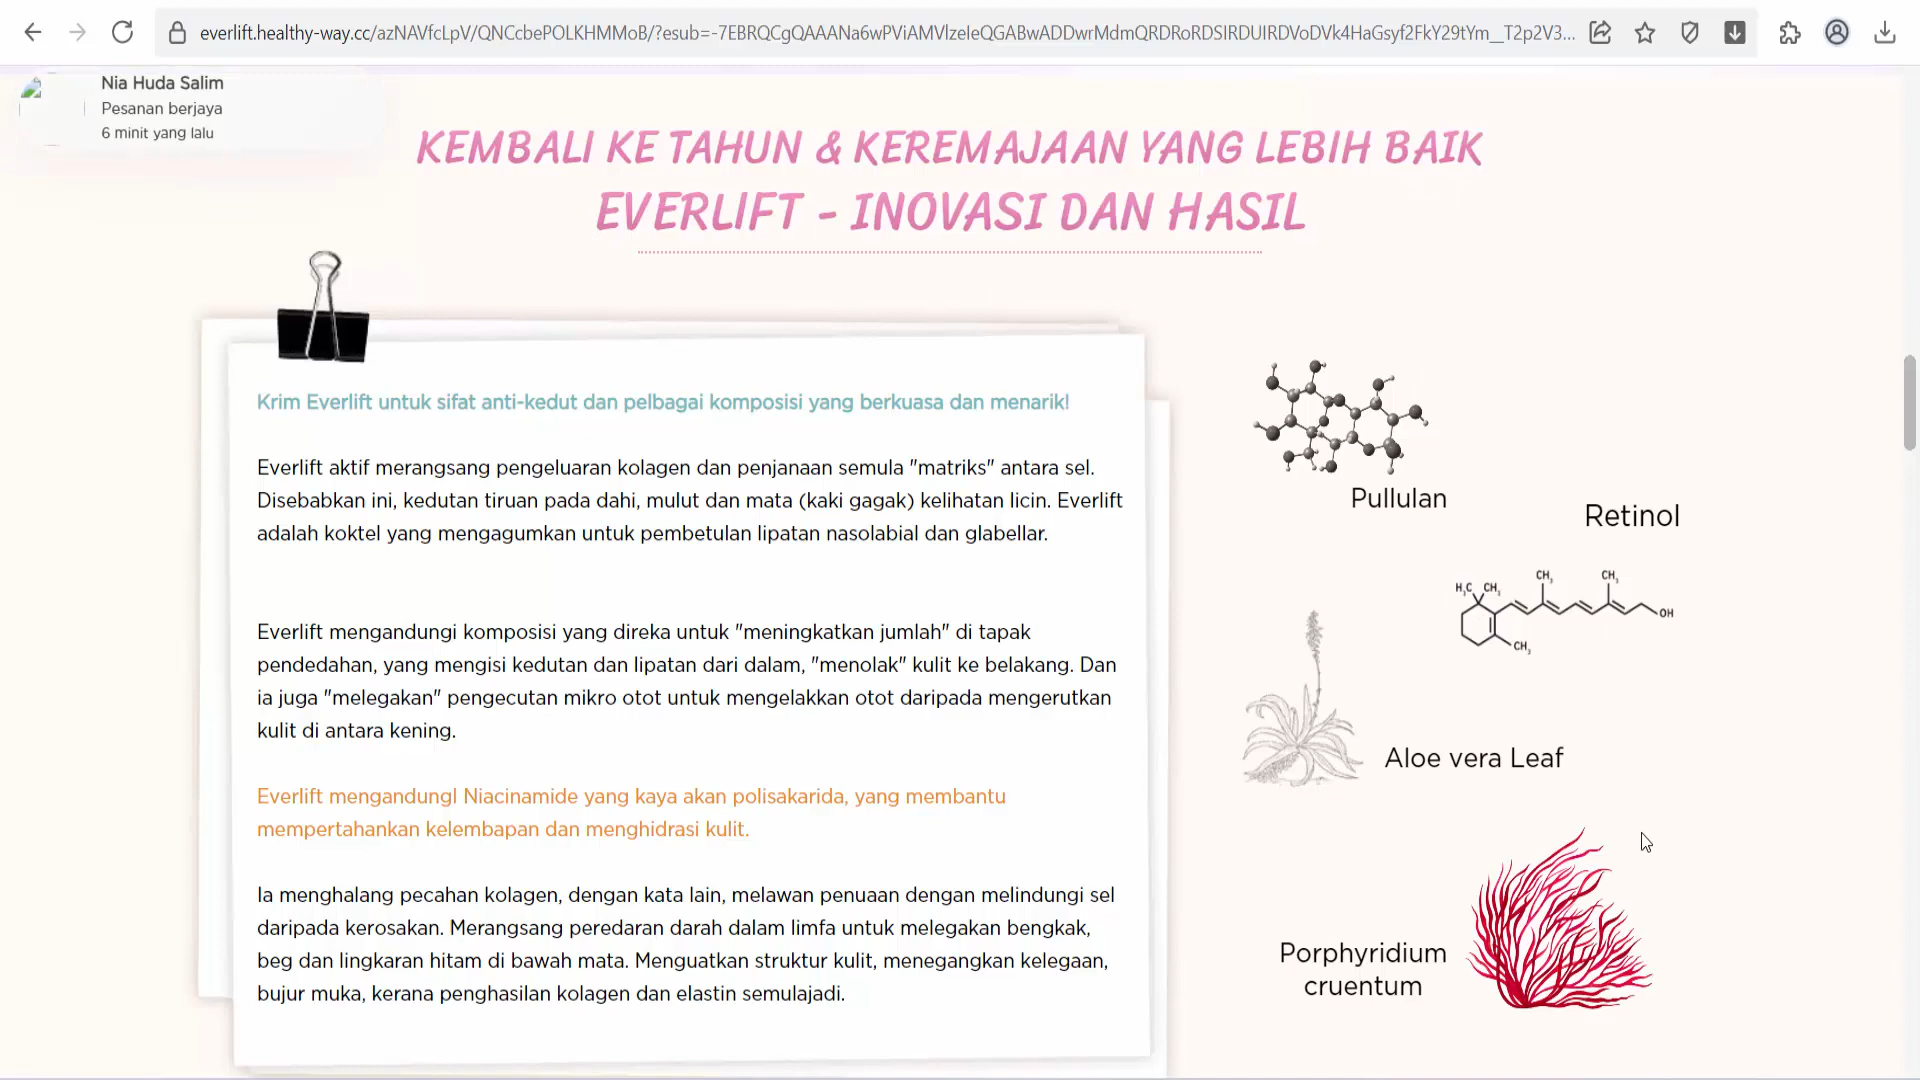 everlift.healthy-way.cc/azNAVfcLpV/QNCcbePOLKHMMoB/?esub=-7EBRQCgQAAANa6wPViAMVlzeIeQGABwADDwrMdmQRDRoRDSIRDUIRDVoDVk4HaGsyf2FkY29tYm__T2p2V3...
Nia Huda Salim
Pesanan berjaya
6 minit yang lalu
KEMBALI KE TAHUN & KEREMAJAAN YANG LEBIH BAIK
EVERLIFT - INOVASI DAN HASIL
Krim Everlift untuk sifat anti-kedut dan pelbagai komposisi yang berkuasa dan menarik!
Everlift aktif merangsang pengeluaran kolagen dan penjanaan semula "matriks" antara sel.
Disebabkan ini, kedutan tiruan pada dahi, mulut dan mata (kaki gagak) kelihatan licin. Everlift
adalah koktel yang mengagumkan untuk pembetulan lipatan nasolabial dan glabellar.
Everlift mengandungi komposisi yang direka untuk "meningkatkan jumlah" di tapak
pendedahan, yang mengisi kedutan dan lipatan dari dalam, "menolak" kulit ke belakang. Dan
ia juga "melegakan" pengecutan mikro otot untuk mengelakkan otot daripada mengerutkan
kulit di antara kening.
Everlift mengandungI Niacinamide yang kaya akan polisakarida, yang membantu
mempertahankan kelembapan dan menghidrasi kulit.
Ia menghalang pecahan kolagen, dengan kata lain, melawan penuaan dengan melindungi sel
daripada kerosakan. Merangsang peredaran darah dalam limfa untuk melegakan bengkak,
beg dan lingkaran hitam di bawah mata. Menguatkan struktur kulit, menegangkan kelegaan,
bujur muka, kerana penghasilan kolagen dan elastin semulajadi.
Pullulan
Retinol
H₃C CH₃ CH₃ CH₃
OH
CH₃
Aloe vera Leaf
Porphyridium
cruentum